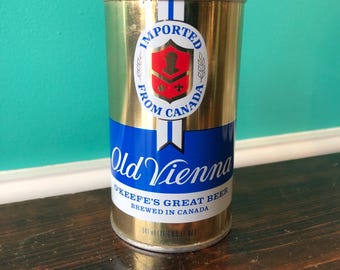 IMPORTED
FROM CANADA
Old Vienna
O'KEEFE'S GREAT BEER
BREWED IN CANADA